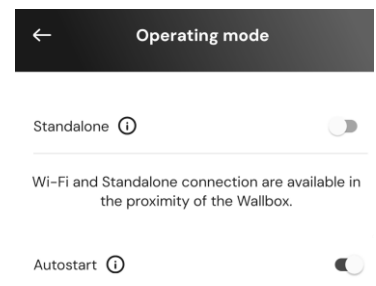 Operating mode
Standalone
Wi-Fi and Standalone connection are available in
the proximity of the Wallbox.
Autostart